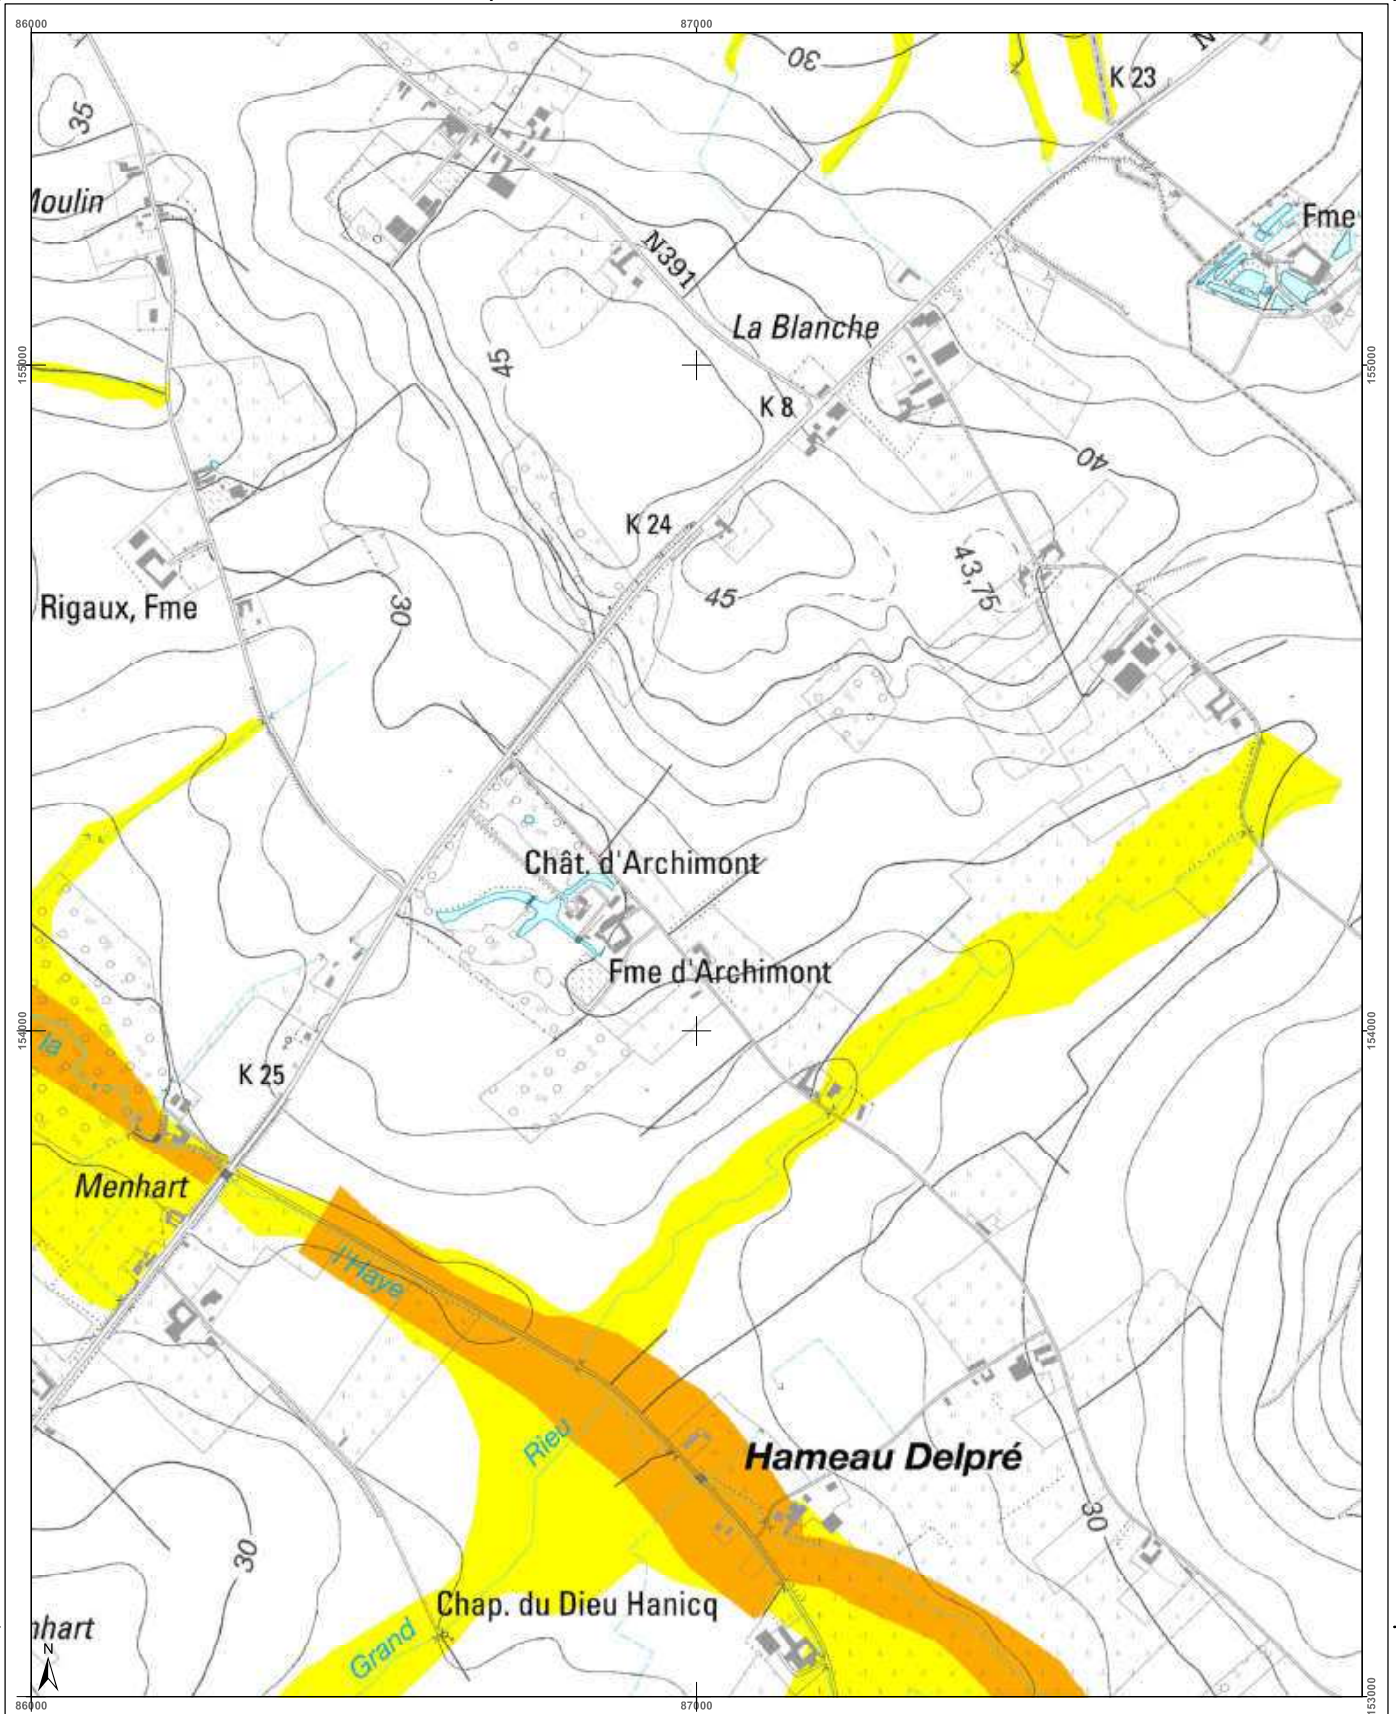 86000
87000
30
K 23
N
35
Moulin
Fme
N391
La Blanche
155000
155000
45
K 8
40
K 24
43,75
45
Rigaux, Fme
30
Chât. d'Archimont
Fme d'Archimont
154000
154000
la
K 25
Menhart
l'Haye
Rieu
Hameau Delpré
30
30
Chap. du Dieu Hanicq
Grand
nhart
N
86000
87000
153000